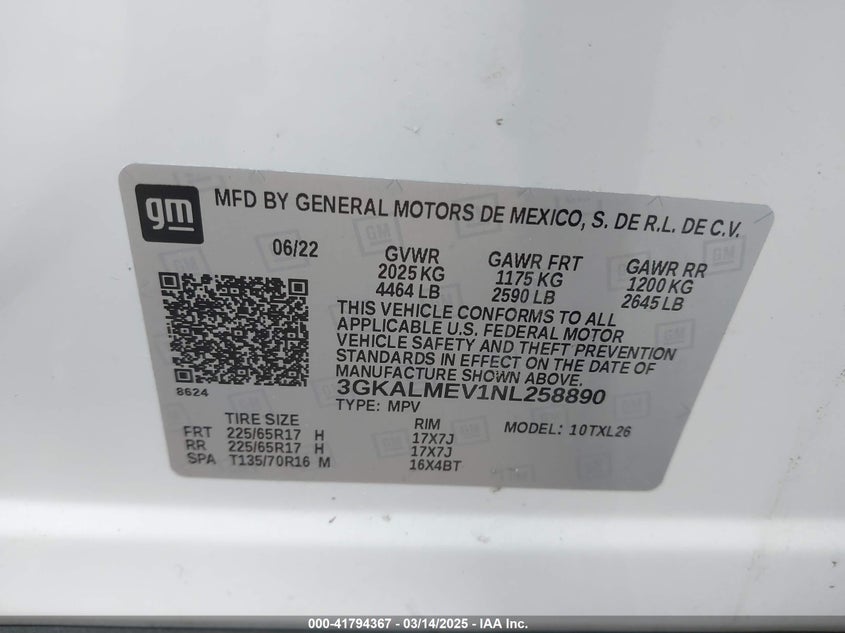 gm
MFD BY GENERAL MOTORS DE MEXICO, S. DE R.L. DE C.V.
06/22 GVWR GAWR FRT GAWR RR
2025 KG 1175 KG 1200 KG
4464 LB 2590 LB 2645 LB
THIS VEHICLE CONFORMS TO ALL
APPLICABLE U.S. FEDERAL MOTOR
VEHICLE SAFETY AND THEFT PREVENTION
STANDARDS IN EFFECT ON THE DATE OF
MANUFACTURE SHOWN ABOVE.
8624 3GKALMEV1NL258890
TYPE: MPV
TIRE SIZE RIM MODEL: 10TXL26
FRT 225/65R17 H 17X7J
RR 225/65R17 H 17X7J
SPA T135/70R16 M 16X4BT
000-41794367 - 03/14/2025 - IAA Inc.